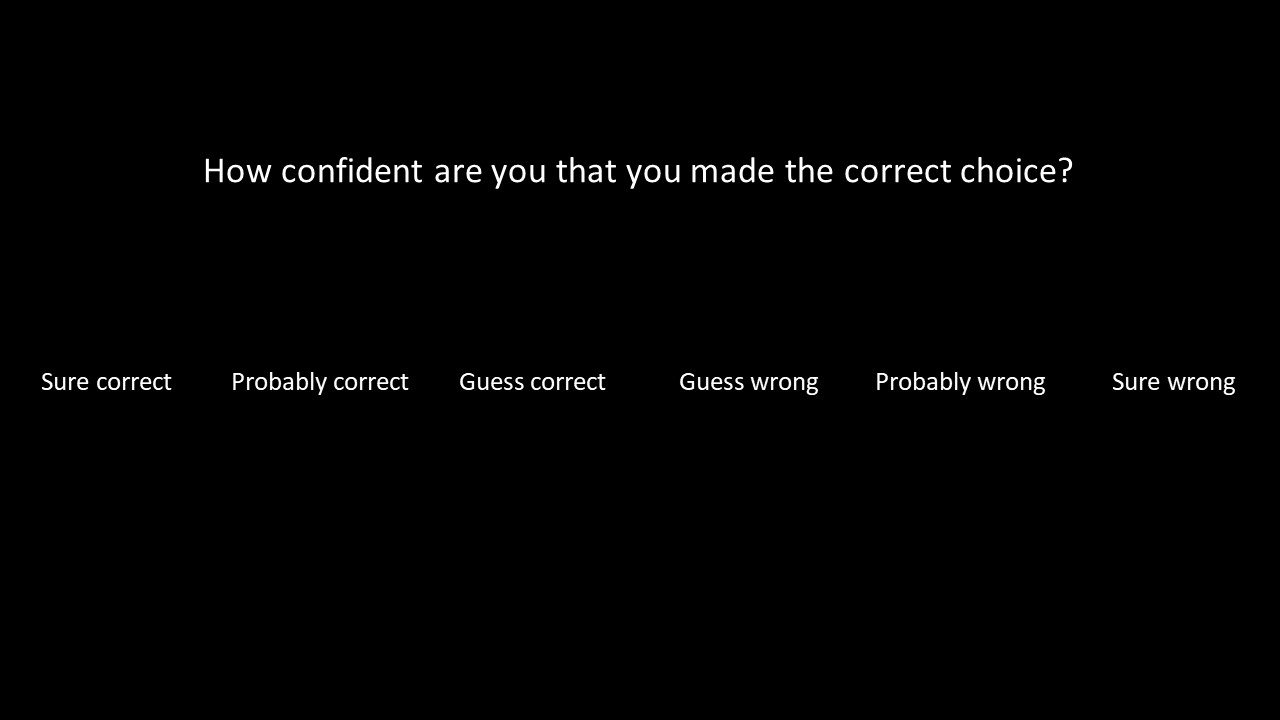 How confident are you that you made the correct choice?
Sure correct Probably correct Guess correct Guess wrong Probably wrong Sure wrong